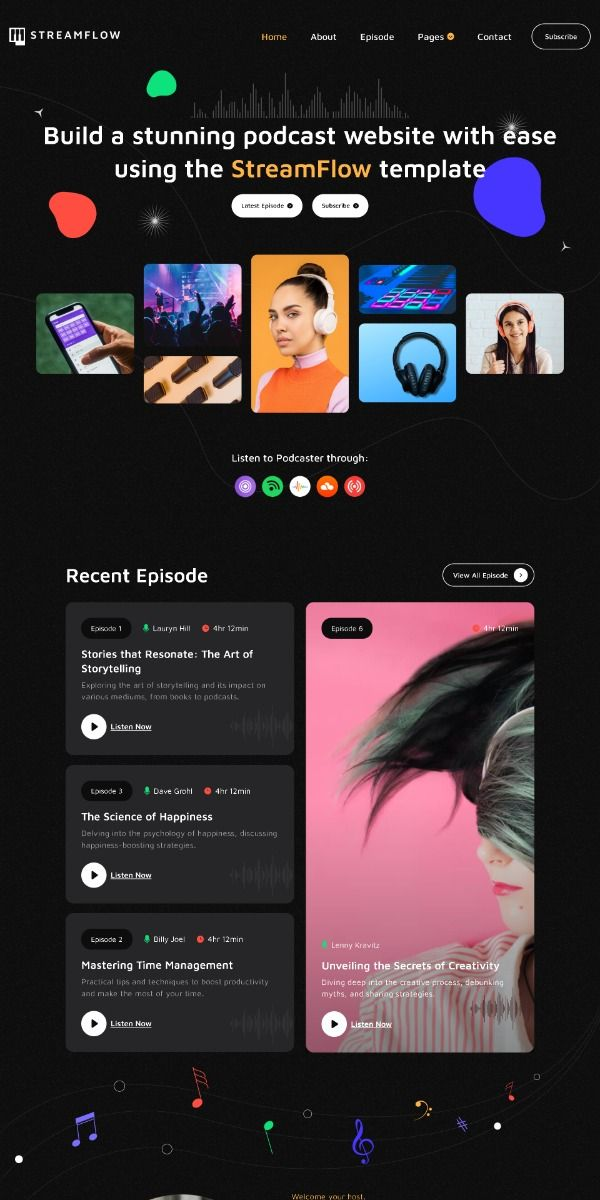 STREAMFLOW
Home About Episode Pages Contact Subscribe
Build a stunning podcast website with ease
using the StreamFlow template
Latest Episode Subscribe
Listen to Podcaster through:
Recent Episode
View All Episode
Episode 1 Lauryn Hill 4hr 12min
Stories that Resonate: The Art of
Storytelling
Exploring the art of storytelling and its impact on
various mediums, from books to podcasts.
Listen Now
Episode 3 Dave Grohl 4hr 12min
The Science of Happiness
Delving into the psychology of happiness, discussing
happiness-boosting strategies.
Listen Now
Episode 2 Billy Joel 4hr 12min
Mastering Time Management
Practical tips and techniques to boost productivity
and make the most of your time.
Listen Now
Episode 6 4hr 12min
Lenny Kravitz
Unveiling the Secrets of Creativity
Diving deep into the creative process, debunking
myths, and sharing strategies.
Listen Now
Welcome your host,